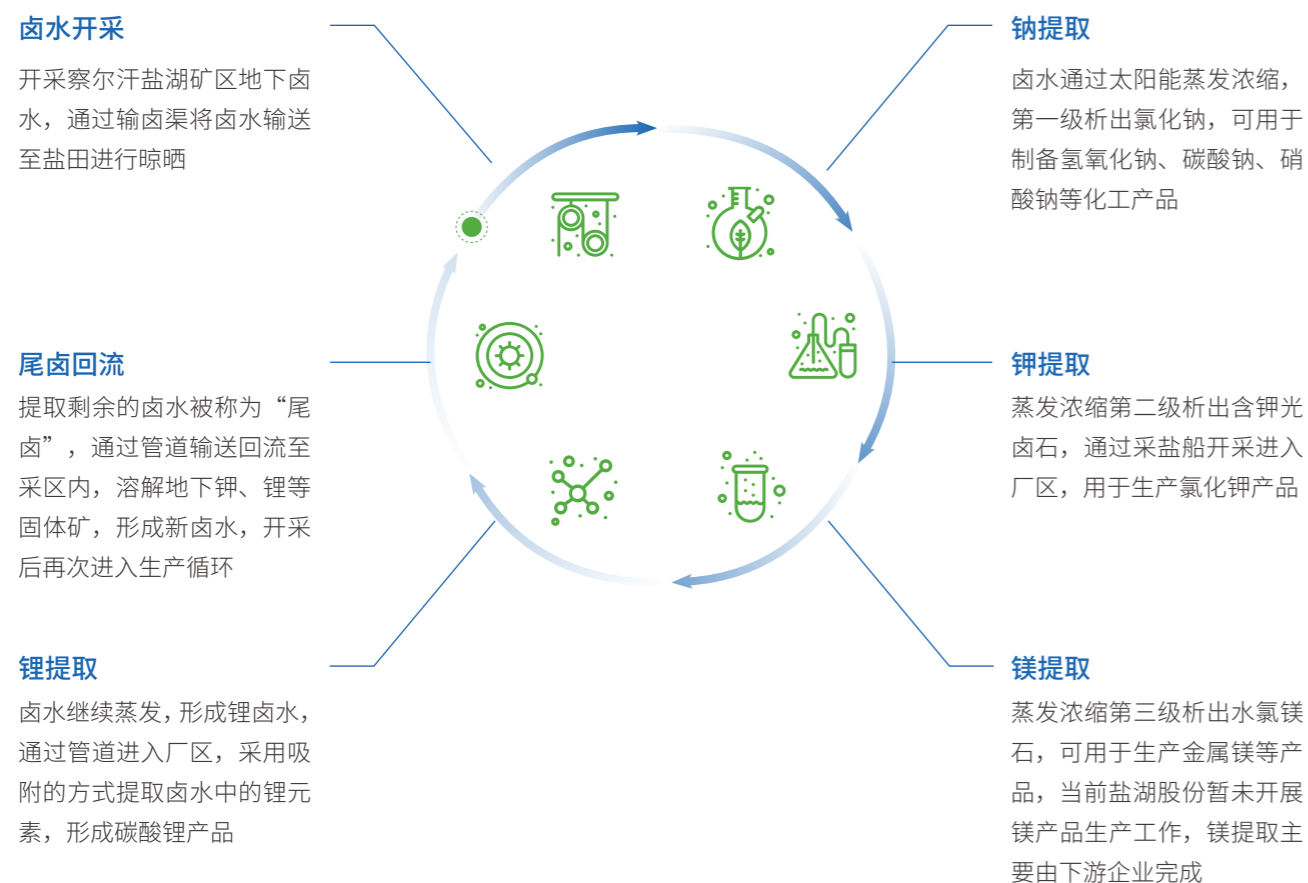 卤水开采
开采察尔汗盐湖矿区地下卤
水，通过输卤渠将卤水输送
至盐田进行晾晒
钠提取
卤水通过太阳能蒸发浓缩，
第一级析出氯化钠，可用于
制备氢氧化钠、碳酸钠、硝
酸钠等化工产品
钾提取
蒸发浓缩第二级析出含钾光
卤石，通过采盐船开采进入
厂区，用于生产氯化钾产品
镁提取
蒸发浓缩第三级析出水氯镁
石，可用于生产金属镁等产
品，当前盐湖股份暂未开展
镁产品生产工作，镁提取主
要由下游企业完成
锂提取
卤水继续蒸发，形成锂卤水，
通过管道进入厂区，采用吸
附的方式提取卤水中的锂元
素，形成碳酸锂产品
尾卤回流
提取剩余的卤水被称为“尾
卤”，通过管道输送回流至
采区内，溶解地下钾、锂等
固体矿，形成新卤水，开采
后再次进入生产循环